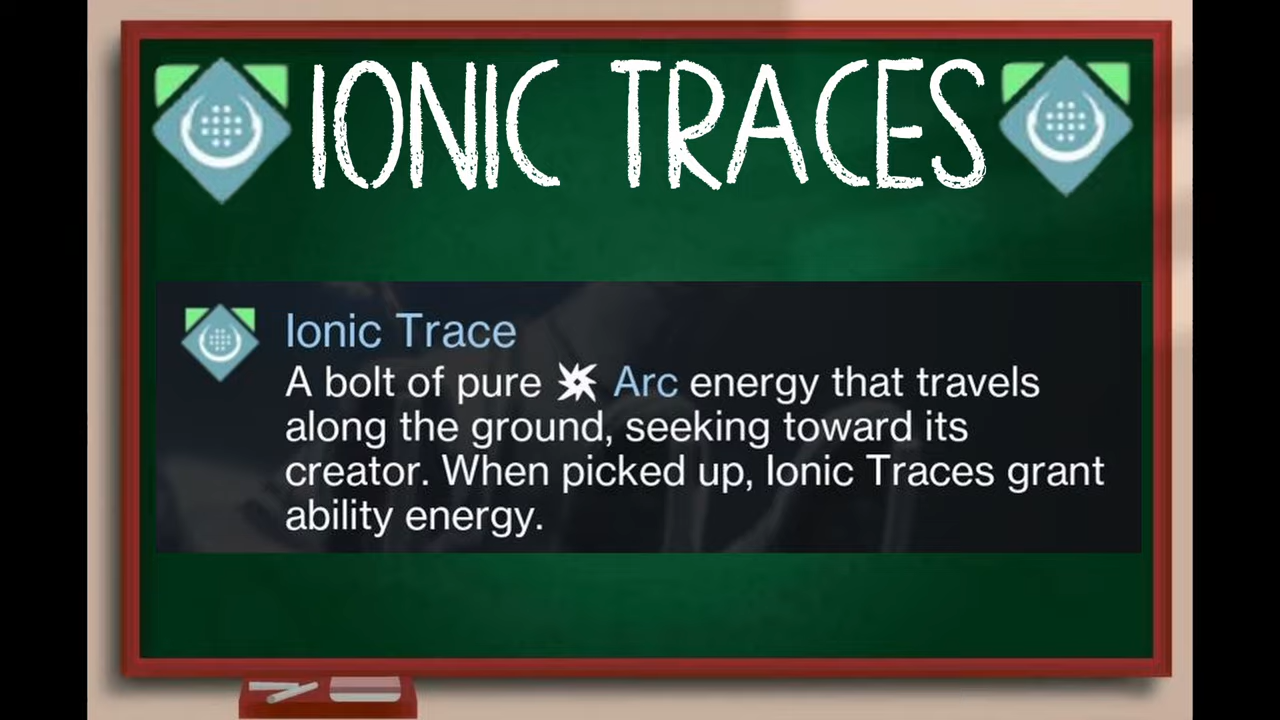 IONIC TRACES
Ionic Trace
A bolt of pure Arc energy that travels
along the ground, seeking toward its
creator. When picked up, Ionic Traces grant
ability energy.